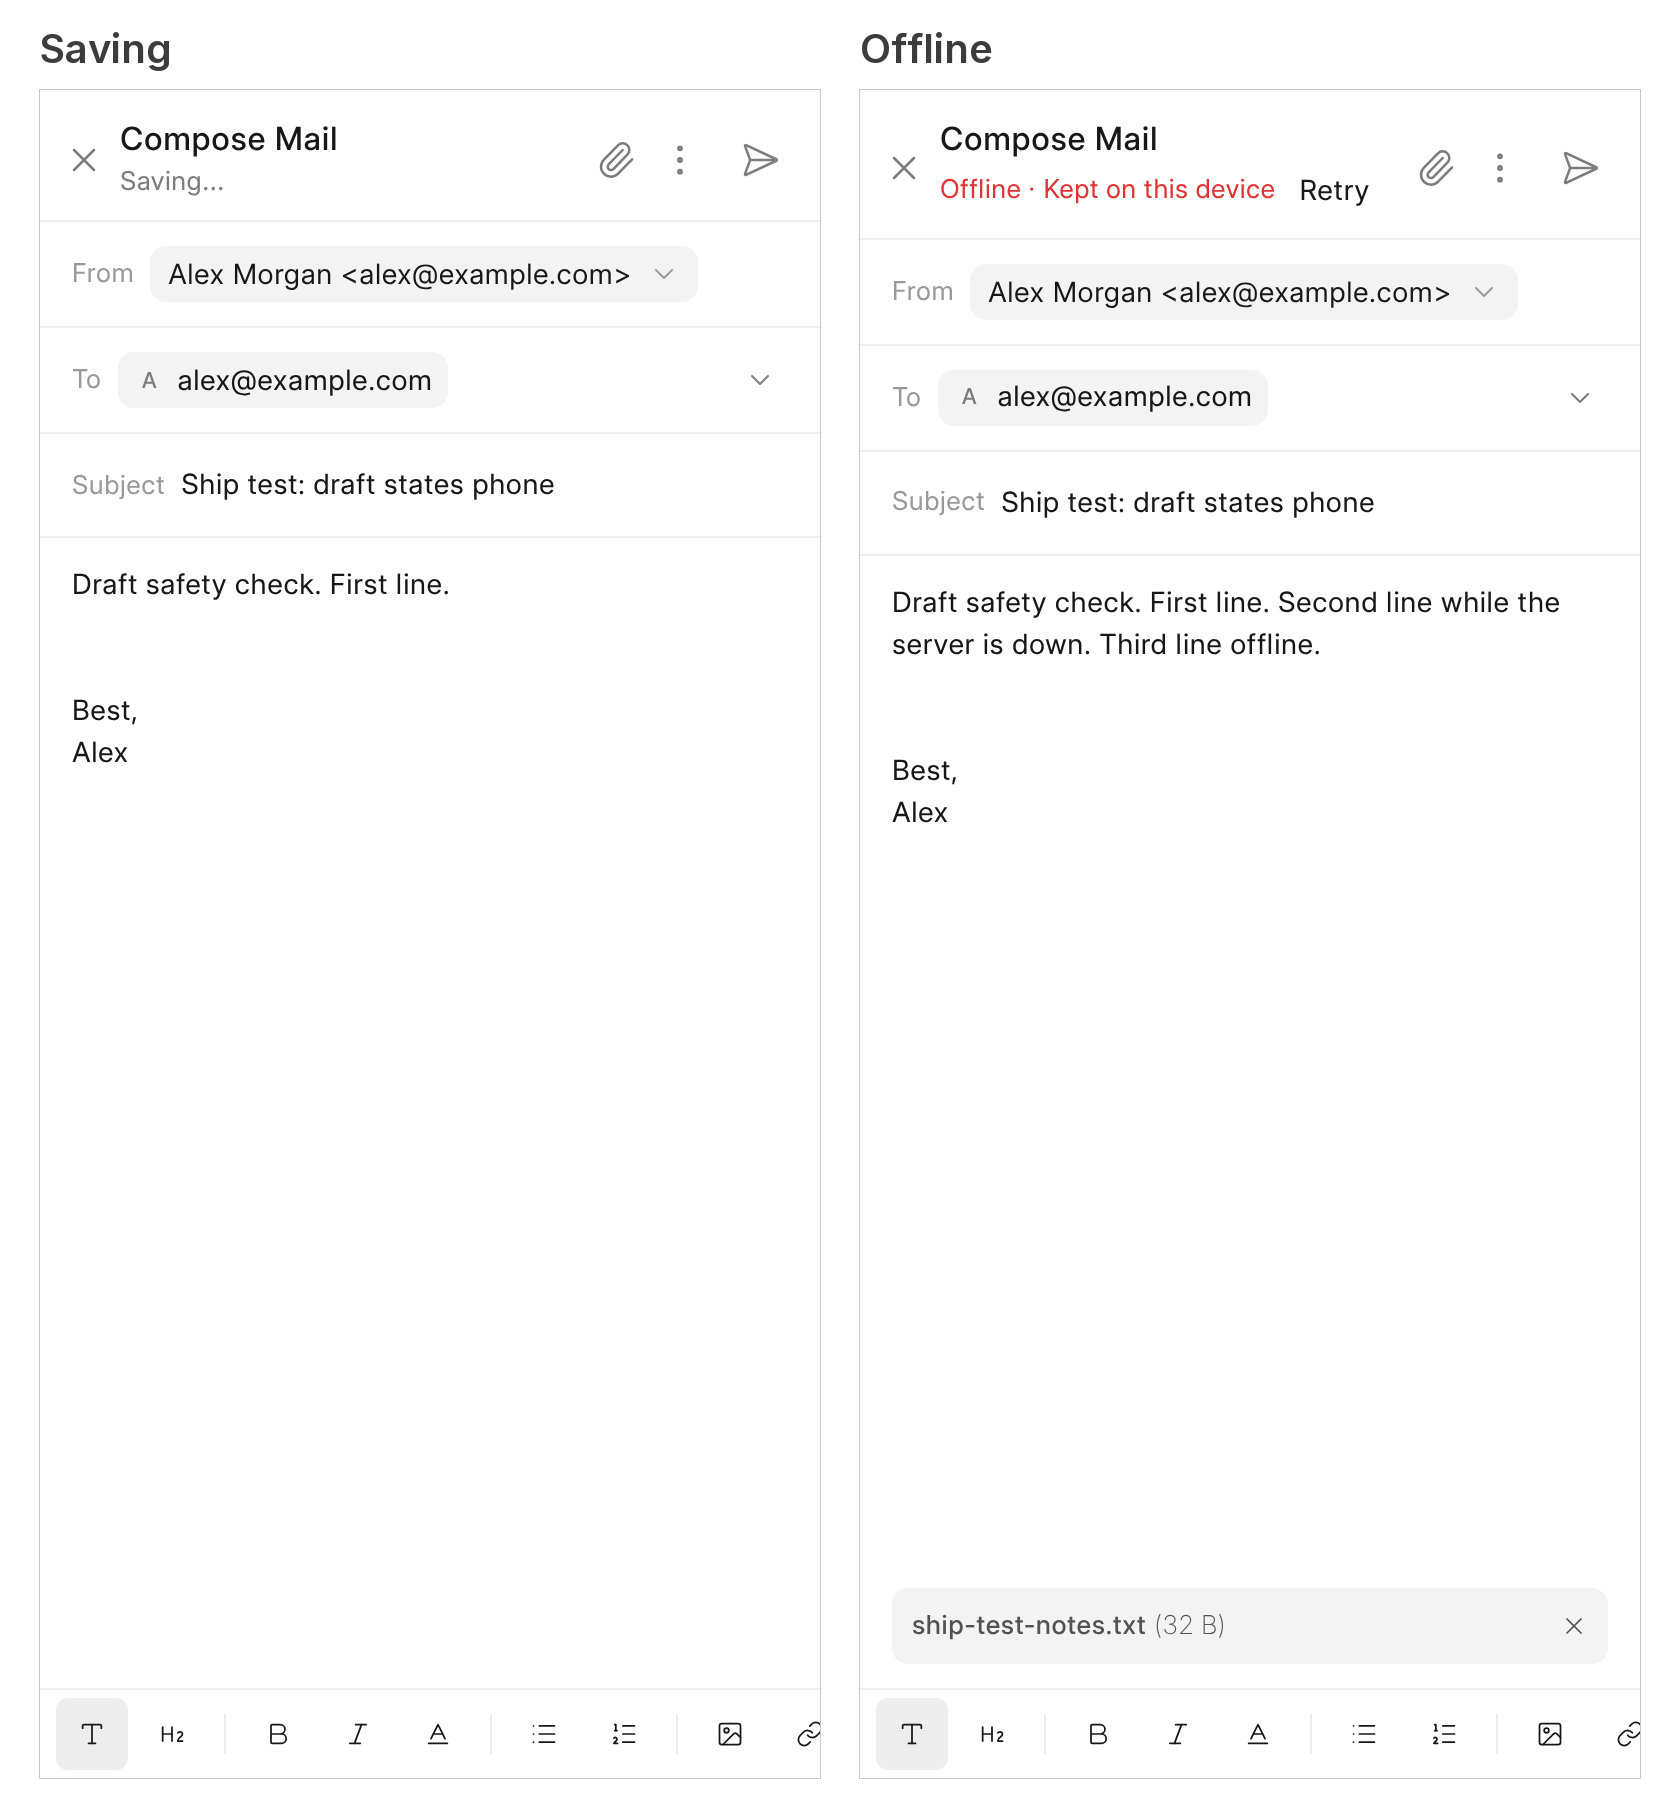 Saving
Compose Mail
Saving...
From Alex Morgan <alex@example.com>
To A alex@example.com
Subject Ship test: draft states phone
Draft safety check. First line.
Best,
Alex
T H2 B I A
Offline
Compose Mail
Offline · Kept on this device Retry
From Alex Morgan <alex@example.com>
To A alex@example.com
Subject Ship test: draft states phone
Draft safety check. First line. Second line while the
server is down. Third line offline.
Best,
Alex
ship-test-notes.txt (32 B)
T H2 B I A